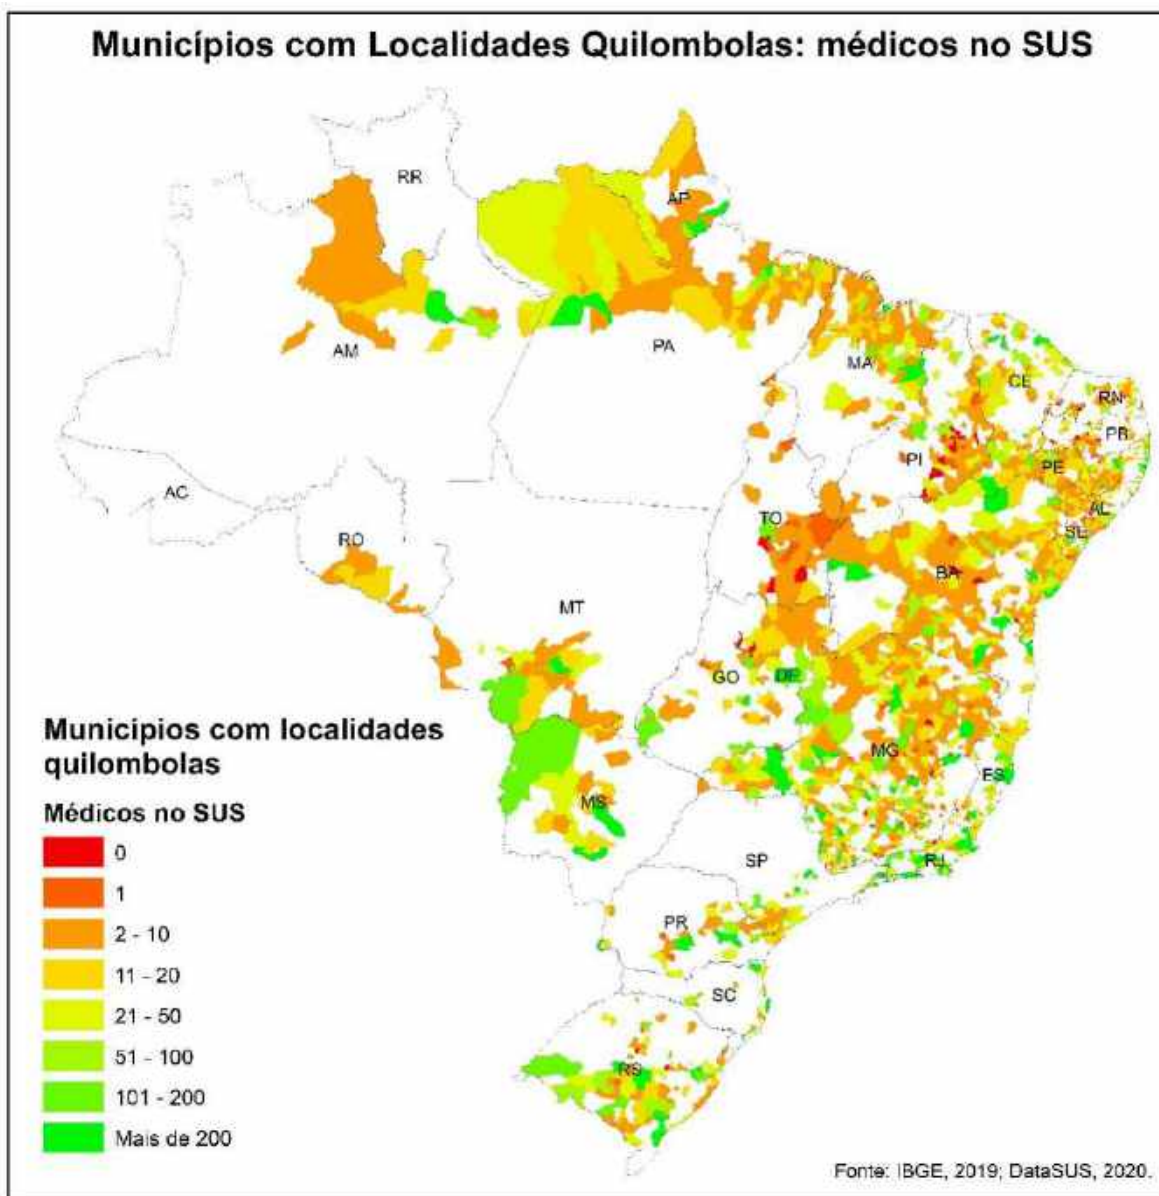 Municípios com Localidades Quilombolas: médicos no SUS
RR
AP
AM
PA
MA
CE
RN
PB
PI
PE
AC
AL
TO
SE
RO
BA
MT
GO
DF
Municípios com localidades
quilombolas
MG
ES
Médicos no SUS
MS
0
SP
RJ
1
2 - 10
PR
11 - 20
SC
21 - 50
51 - 100
RS
101 - 200
Mais de 200
Fonte: IBGE, 2019; DataSUS, 2020.